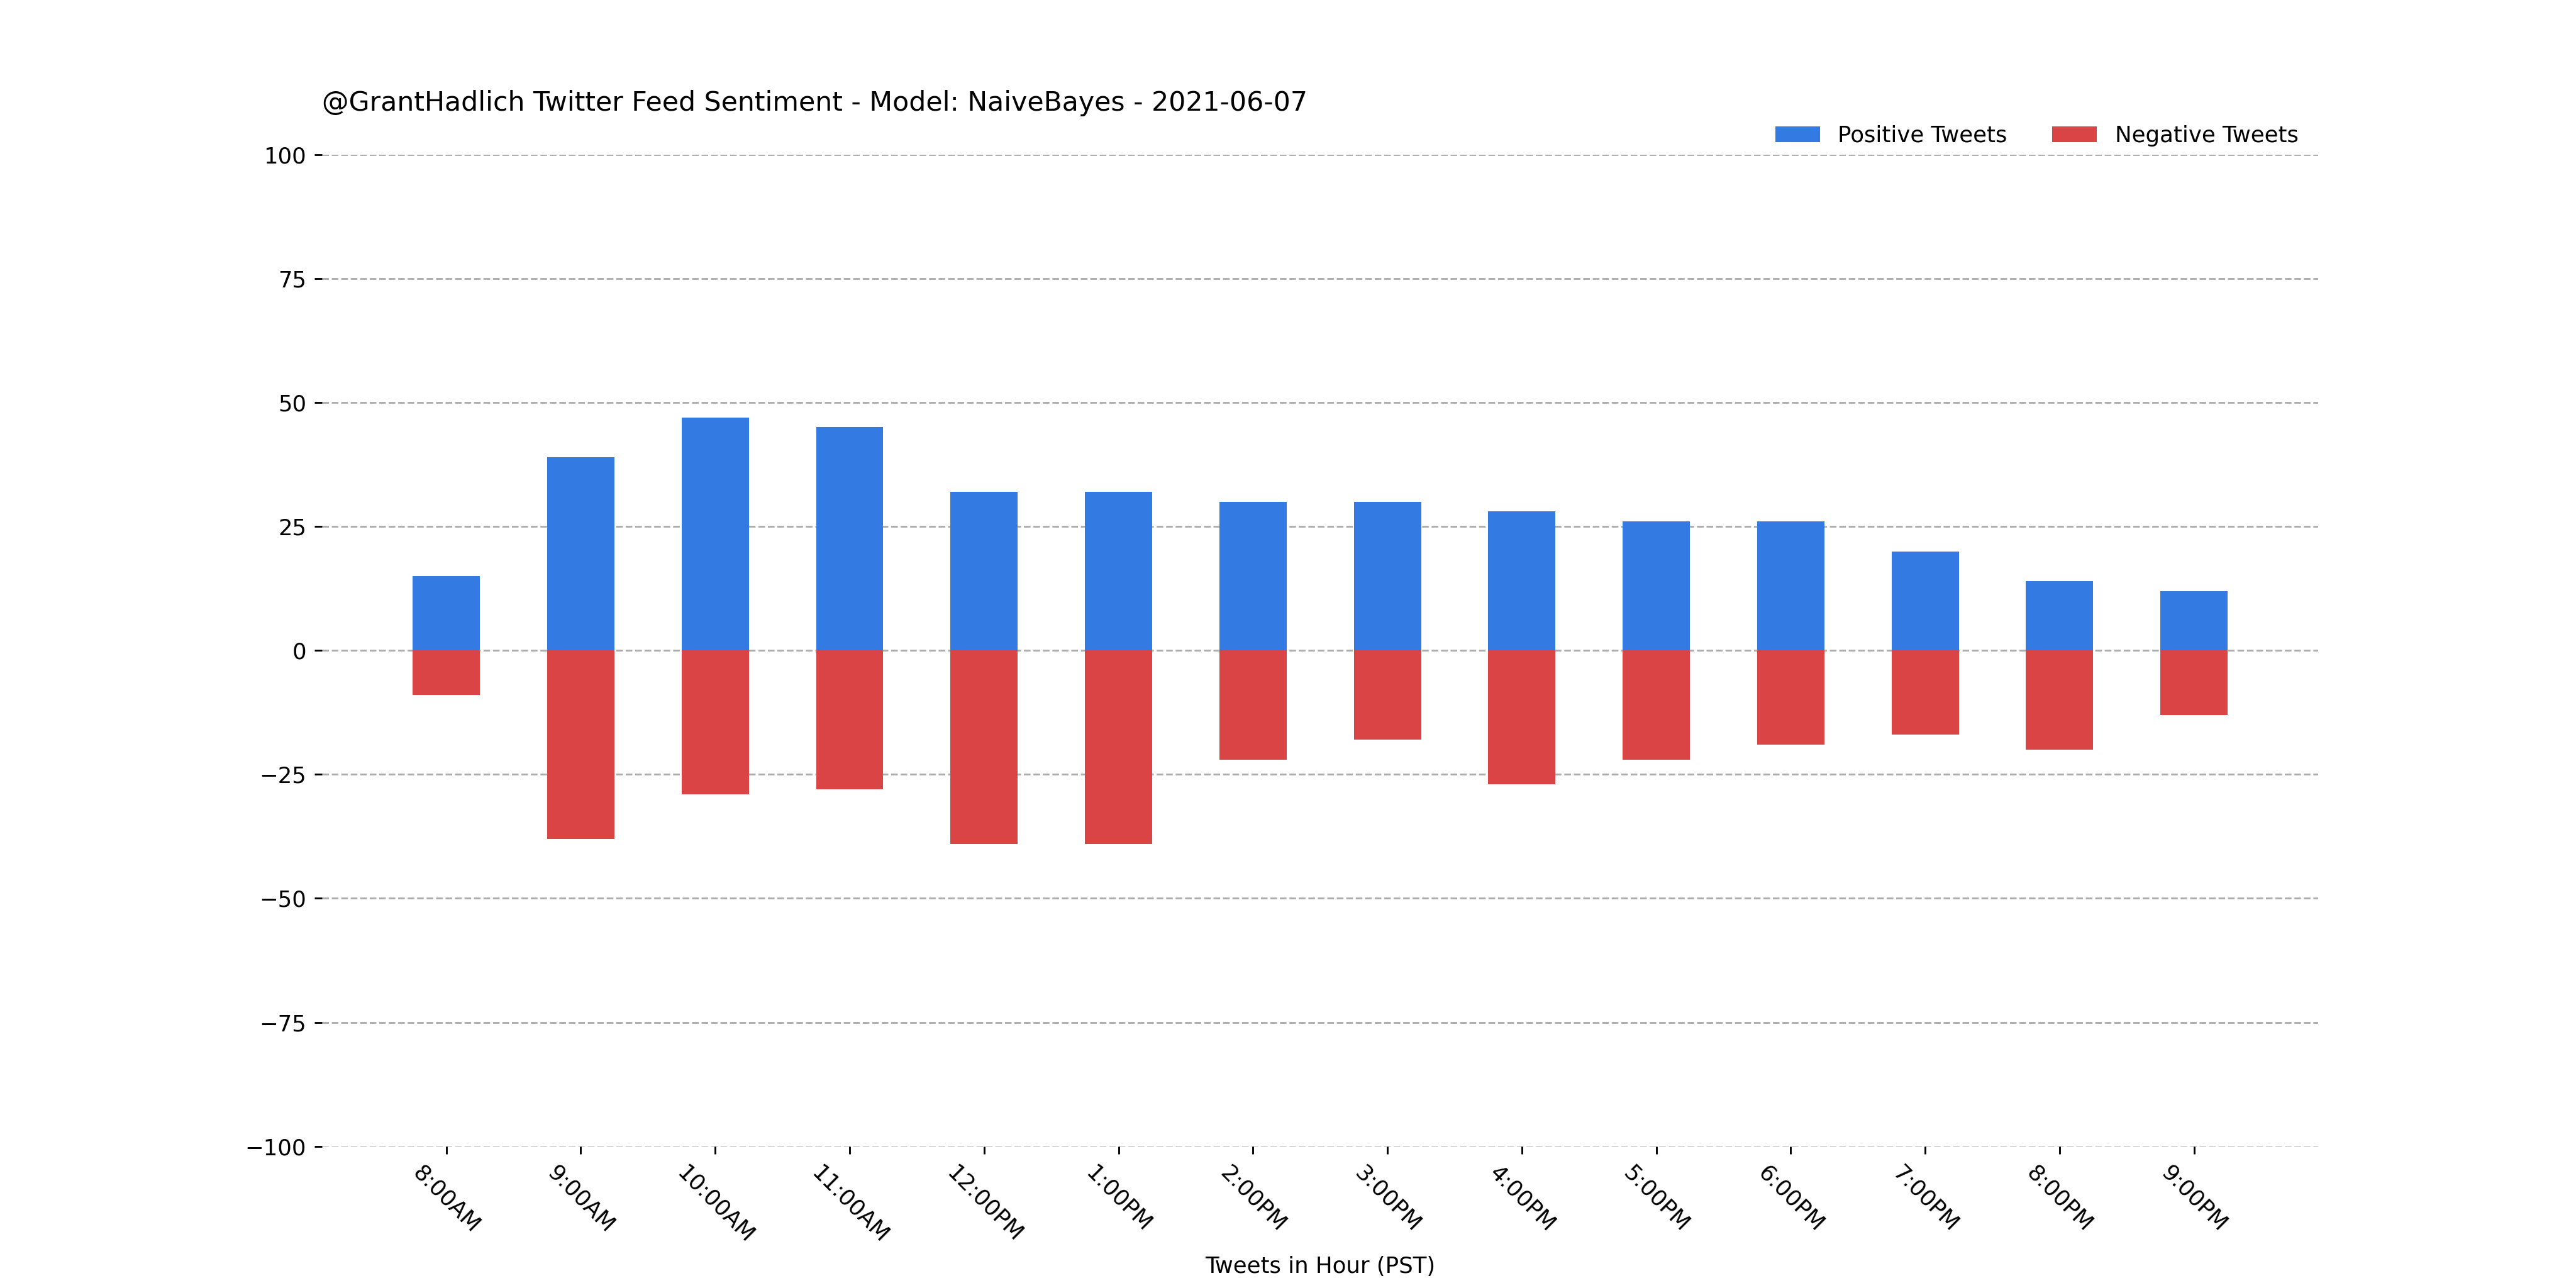 @GrantHadlich Twitter Feed Sentiment - Model: NaiveBayes - 2021-06-07
Positive Tweets Negative Tweets
100
75
50
25
0
−25
−50
−75
−100
8:00AM 9:00AM 10:00AM 11:00AM 12:00PM 1:00PM 2:00PM 3:00PM 4:00PM 5:00PM 6:00PM 7:00PM 8:00PM 9:00PM
Tweets in Hour (PST)